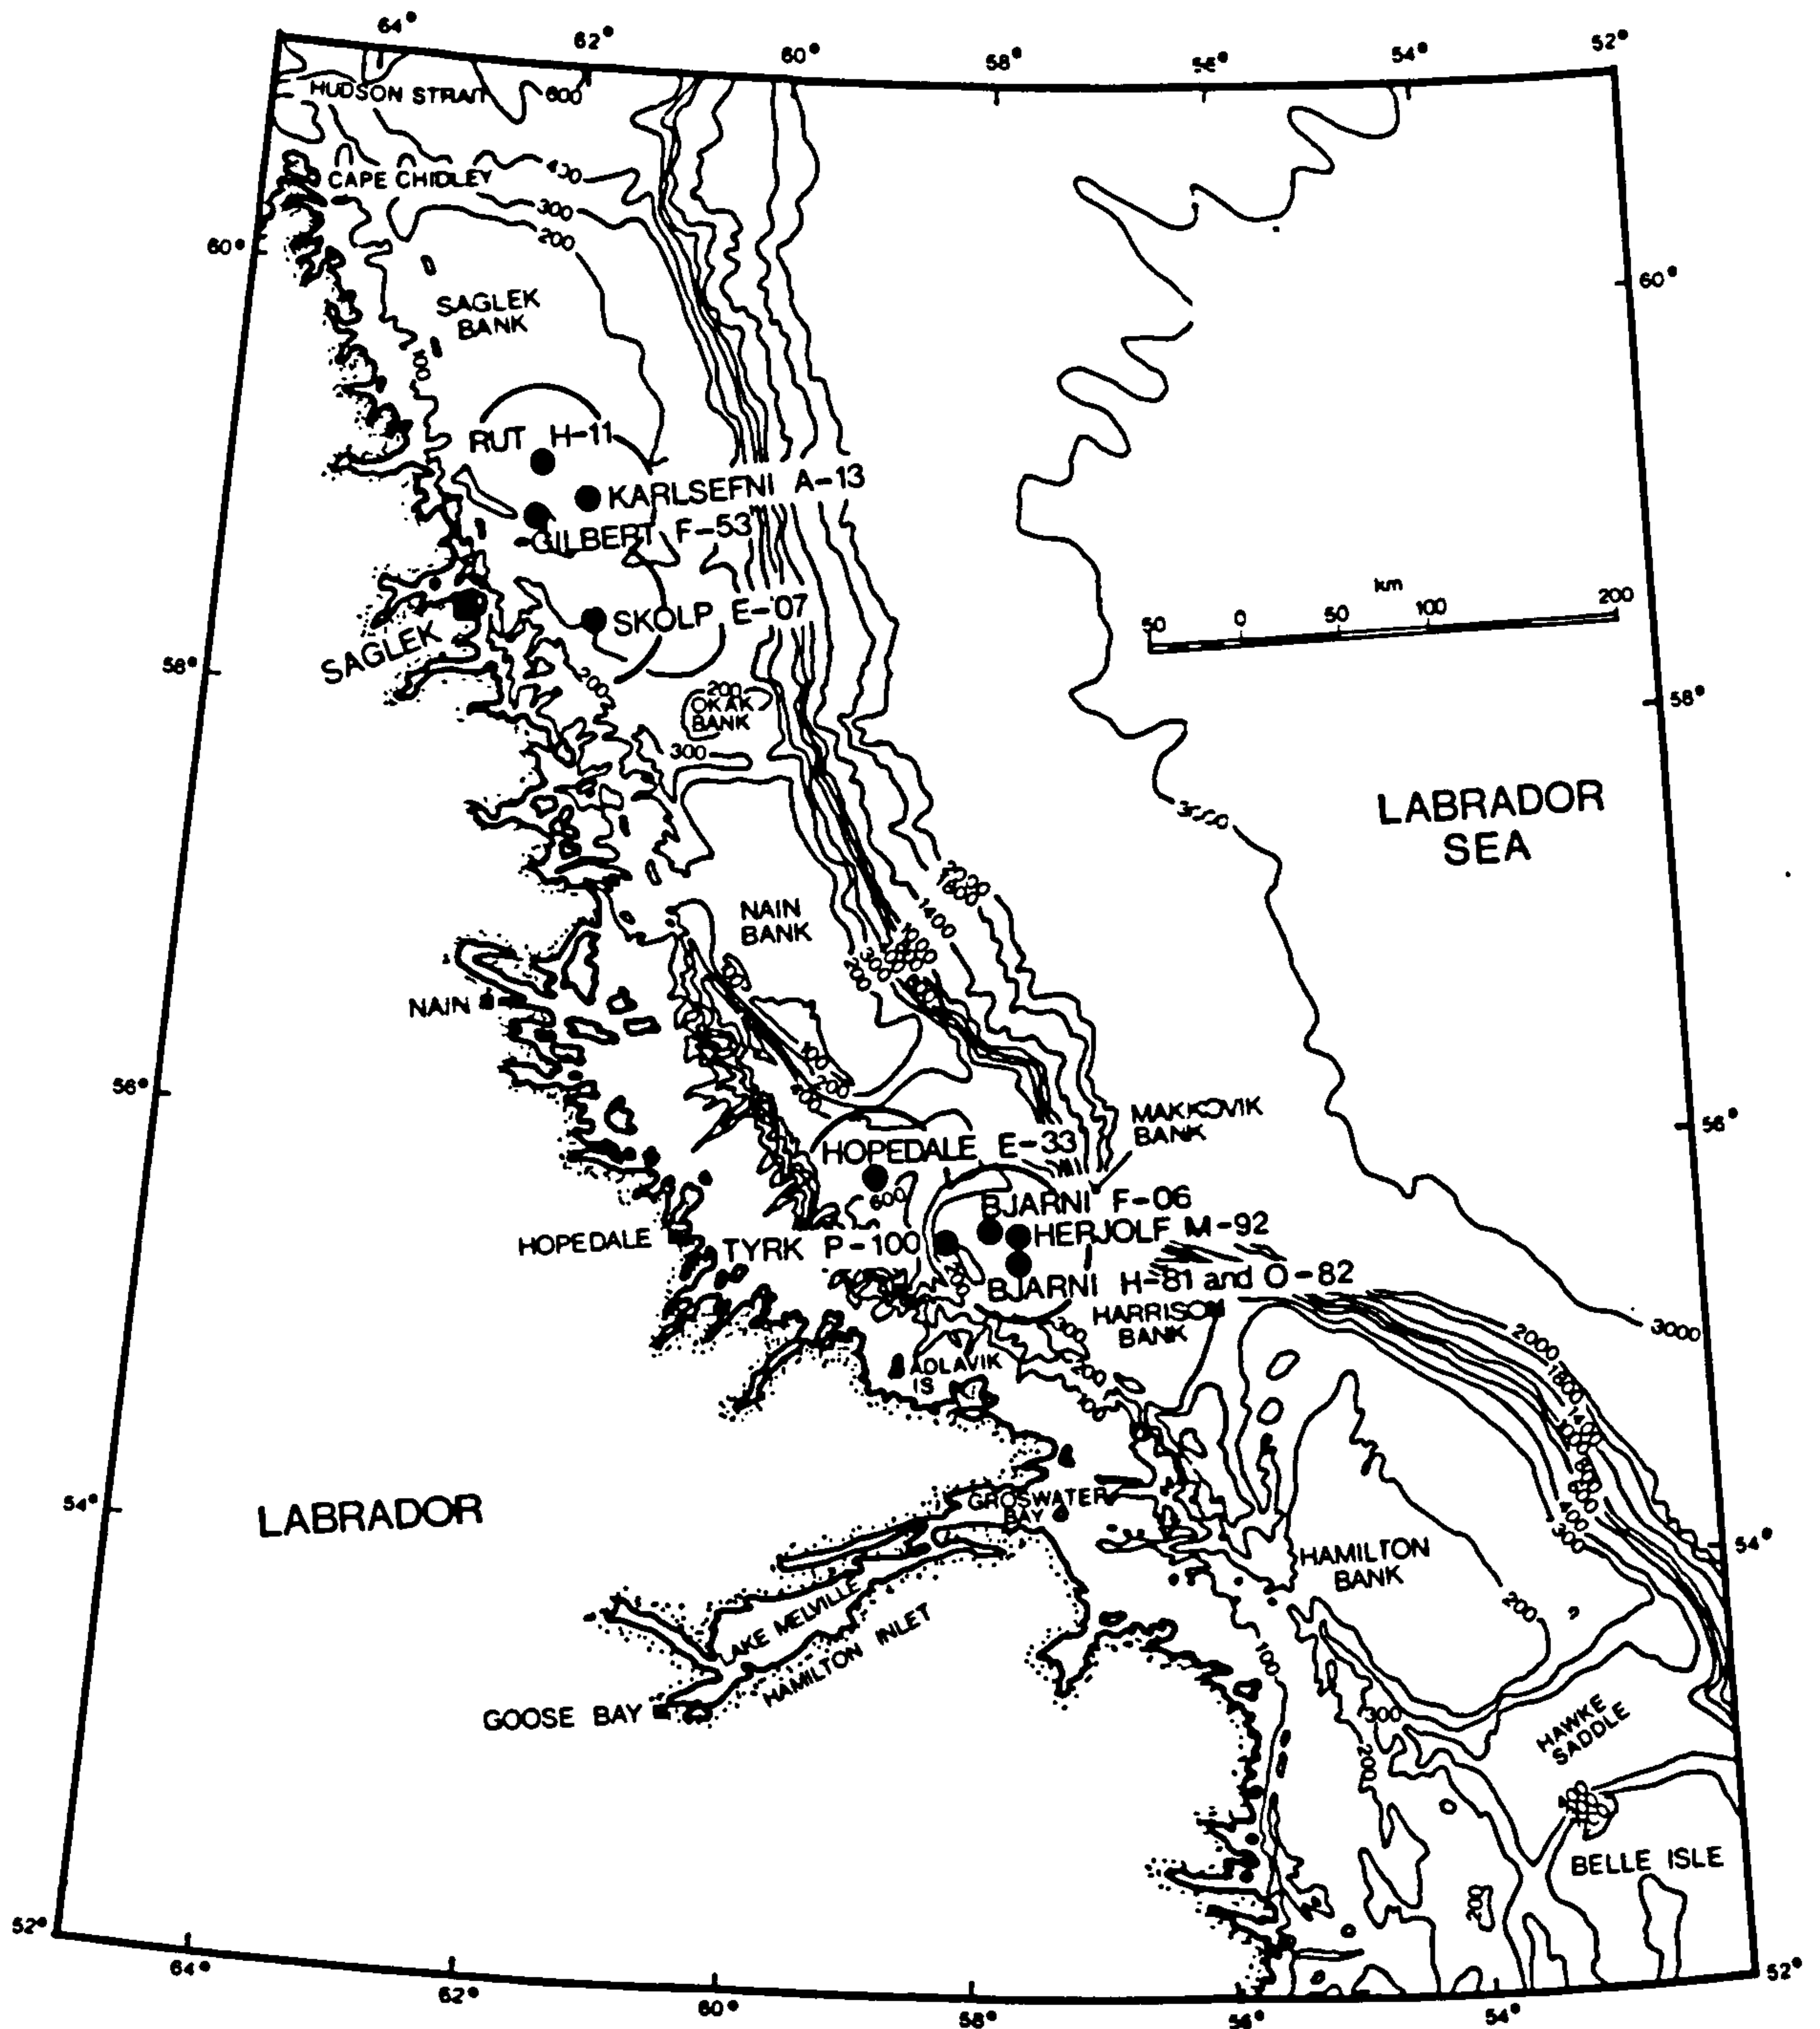 64°
62°
60°
58°
56°
54°
52°
HUDSON STRAIT
600
CAPE CHIDLEY
400
300
200
60°
60°
SAGLEK
BANK
100
RUT H-11
KARLSEFNI A-13
GILBERT F-53
SKOLP E-07
SAGLEK
km
50 0 50 100 200
58°
58°
200
200
OKAK
BANK
300
3000
LABRADOR
SEA
NAIN
BANK
1400
200
300
NAIN
100
200
56°
56°
MAKKOVIK
BANK
HOPEDALE E-33
600
BJARNI F-06
HERJOLF M-92
HOPEDALE
TYRK P-100
200
BJARNI H-81 and O-82
HARRISON
BANK
300
200
100
ADLAVIK
IS
3000
2000
1800
400
300
54°
54°
LABRADOR
GROSWATER
BAY
HAMILTON
BANK
200
LAKE MELVILLE
HAMILTON INLET
100
GOOSE BAY
300
200
HAWKE
SADDLE
BELLE ISLE
200
52°
52°
64°
62°
60°
58°
56°
54°